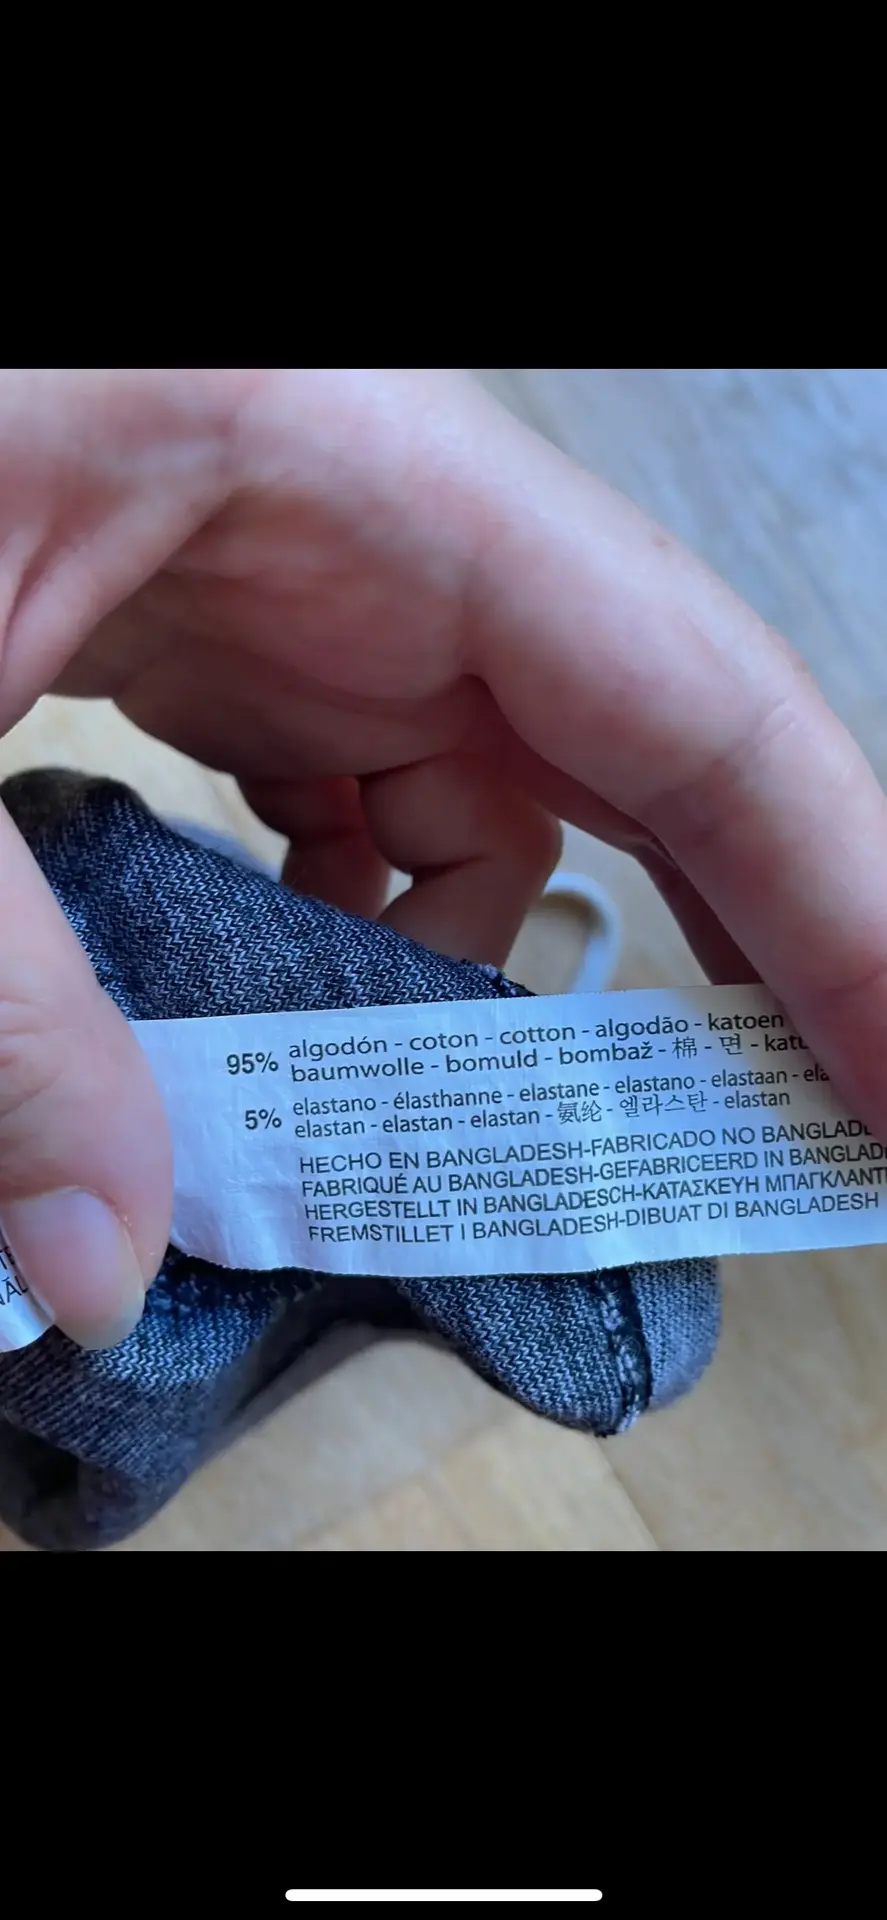 95% algodón - coton - cotton - algodão - katoen
baumwolle - bomuld - bombaž - 棉 - 면 -
5% elastano - élasthanne - elastane - elastano - elastaan -
elastan - elastan - elastan - 氨纶 - 엘라스탄 - elastan
HECHO EN BANGLADESH-FABRICADO NO
FABRIQUÉ AU BANGLADESH-GEFABRICEERD IN
HERGESTELLT IN BANGLADESCH-ΚΑΤΑΣΚΕΥΗ
FREMSTILLET I BANGLADESH-DIBUAT DI BANGLADESH